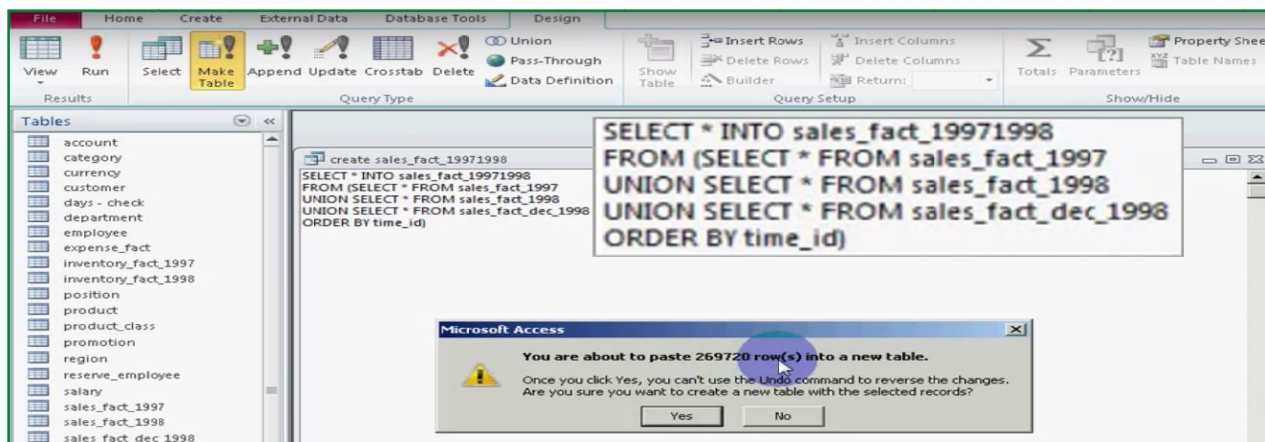 File Home Create External Data Database Tools Design
View Run Select Make Table Append Update Crosstab Delete
Union
Pass-Through
Data Definition
Show Table
Insert Rows
Delete Rows
Builder
Insert Columns
Delete Columns
Return:
Totals Parameters
Property Shee
Table Names
Results Query Type Query Setup Show/Hide
Tables
account
category
currency
customer
days - check
department
employee
expense_fact
inventory_fact_1997
inventory_fact_1998
position
product
product_class
promotion
region
reserve_employee
salary
sales_fact_1997
sales_fact_1998
sales_fact_dec_1998
create sales_fact_19971998
SELECT * INTO sales_fact_19971998
FROM (SELECT * FROM sales_fact_1997
UNION SELECT * FROM sales_fact_1998
UNION SELECT * FROM sales_fact_dec_1998
ORDER BY time_id)
SELECT * INTO sales_fact_19971998
FROM (SELECT * FROM sales_fact_1997
UNION SELECT * FROM sales_fact_1998
UNION SELECT * FROM sales_fact_dec_1998
ORDER BY time_id)
Microsoft Access
You are about to paste 269720 row(s) into a new table.
Once you click Yes, you can't use the Undo command to reverse the changes.
Are you sure you want to create a new table with the selected records?
Yes No